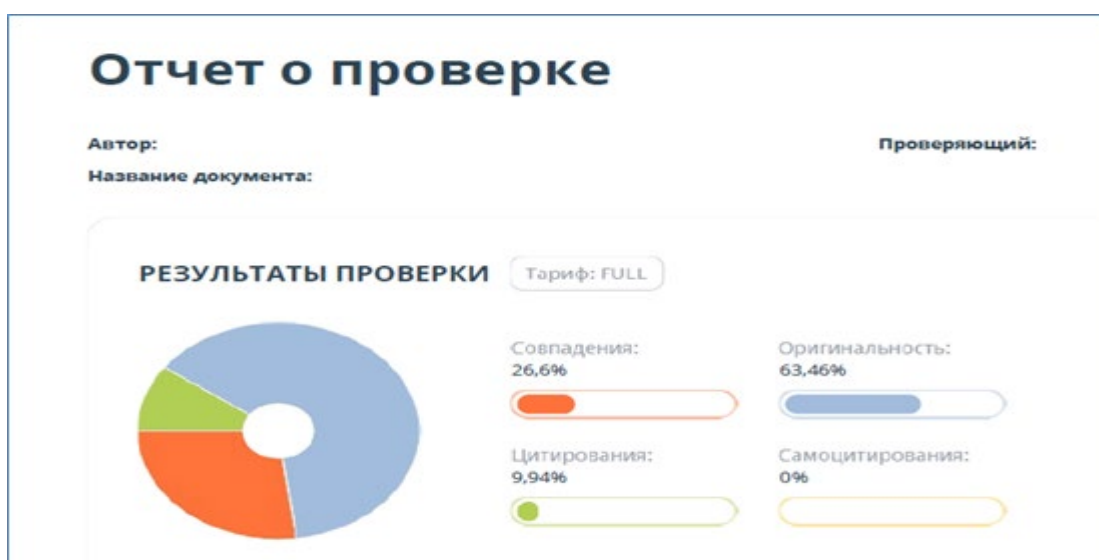 Отчет о проверке
Автор:
Проверяющий:
Название документа:
РЕЗУЛЬТАТЫ ПРОВЕРКИ
Тариф: FULL
Совпадения:
26,6%
Оригинальность:
63,46%
Цитирования:
9,94%
Самоцитирования:
0%